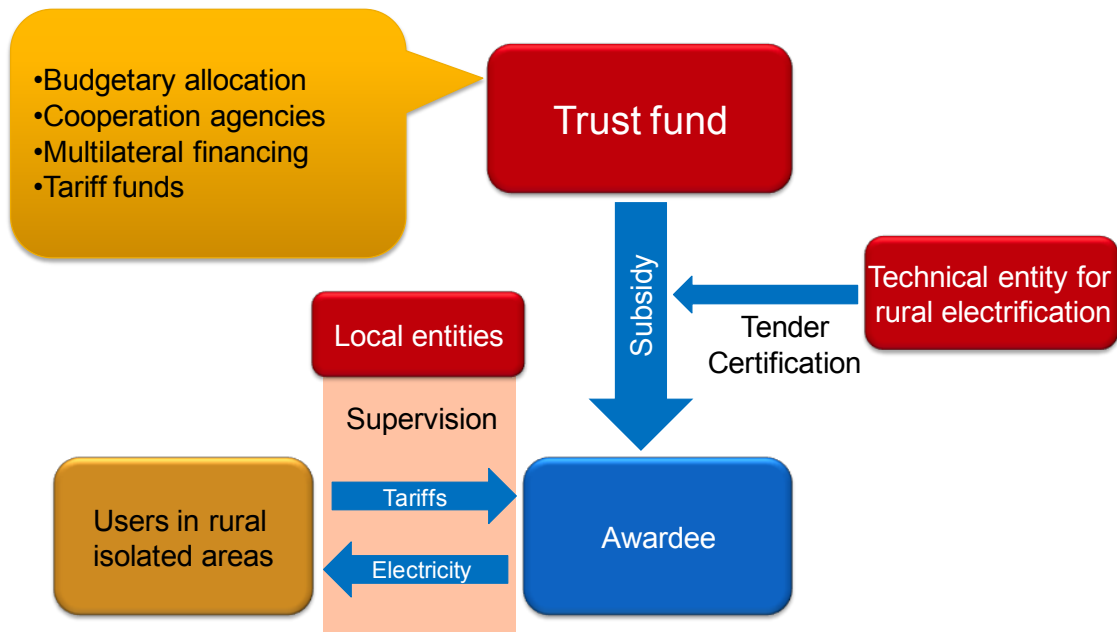 •Budgetary allocation
•Cooperation agencies
•Multilateral financing
•Tariff funds
Trust fund
Subsidy
Technical entity for
rural electrification
Tender
Certification
Local entities
Supervision
Tariffs
Electricity
Users in rural
isolated areas
Awardee